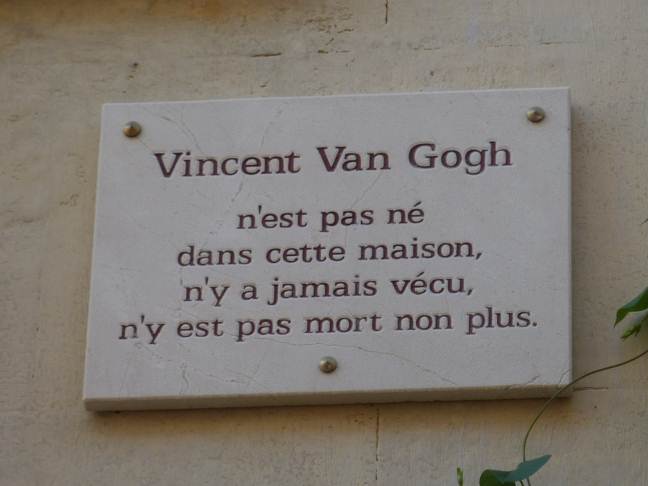 Vincent Van Gogh
n'est pas né
dans cette maison,
n'y a jamais vécu,
n'y est pas mort non plus.